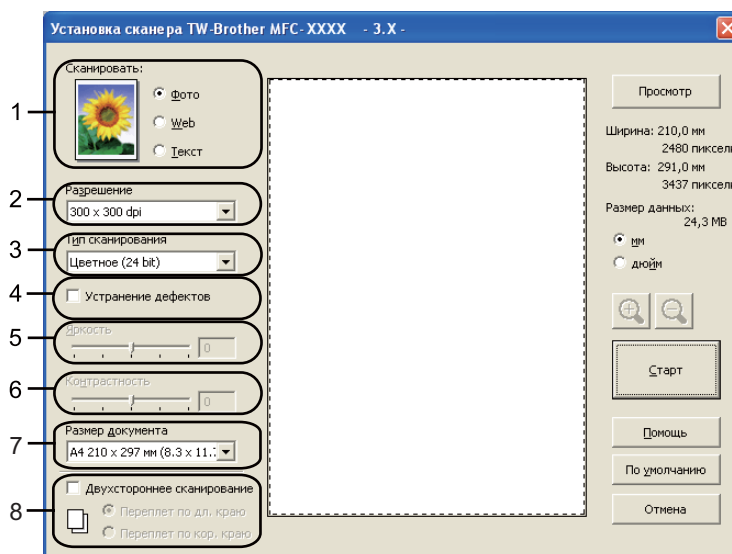 Установка сканера TW-Brother MFC-XXXX - 3.X -
1
Сканировать:
Фото
Web
Текст
2
Разрешение
300 x 300 dpi
3
Тип сканирования
Цветное (24 bit)
4
Устранение дефектов
5
Яркость
0
6
Контрастность
0
7
Размер документа
A4 210 x 297 мм (8.3 x 11.7
8
Двухстороннее сканирование
Переплет по дл. краю
Переплет по кор. краю
Просмотр
Ширина: 210,0 мм
2480 пиксели
Высота: 291,0 мм
3437 пиксели
Размер данных:
24,3 MB
мм
дюйм
Старт
Помощь
По умолчанию
Отмена